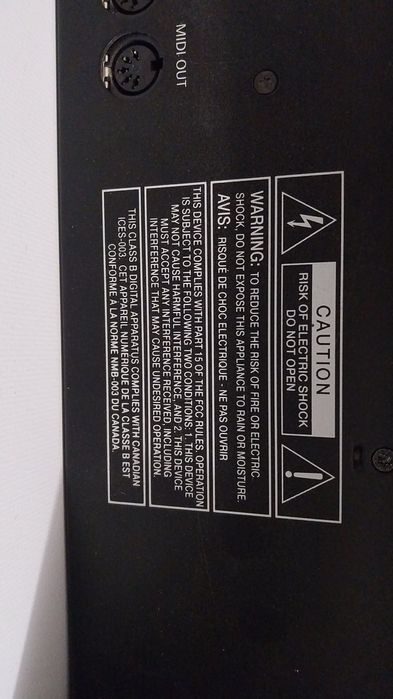 MIDI OUT
CAUTION
RISK OF ELECTRIC SHOCK
DO NOT OPEN
WARNING: TO REDUCE THE RISK OF FIRE OR ELECTRIC
SHOCK, DO NOT EXPOSE THIS APPLIANCE TO RAIN OR MOISTURE.
AVIS: RISQUE DE CHOC ELECTRIQUE - NE PAS OUVRIR
THIS DEVICE COMPLIES WITH PART 15 OF THE FCC RULES. OPERATION
IS SUBJECT TO THE FOLLOWING TWO CONDITIONS: 1. THIS DEVICE
MAY NOT CAUSE HARMFUL INTERFERENCE, AND 2. THIS DEVICE
MUST ACCEPT ANY INTERFERENCE RECEIVED, INCLUDING
INTERFERENCE THAT MAY CAUSE UNDESIRED OPERATION.
THIS CLASS B DIGITAL APPARATUS COMPLIES WITH CANADIAN
ICES-003. CET APPAREIL NUMERIQUE DE LA CLASSE B EST
CONFORME A LA NORME NMB-003 DU CANADA.